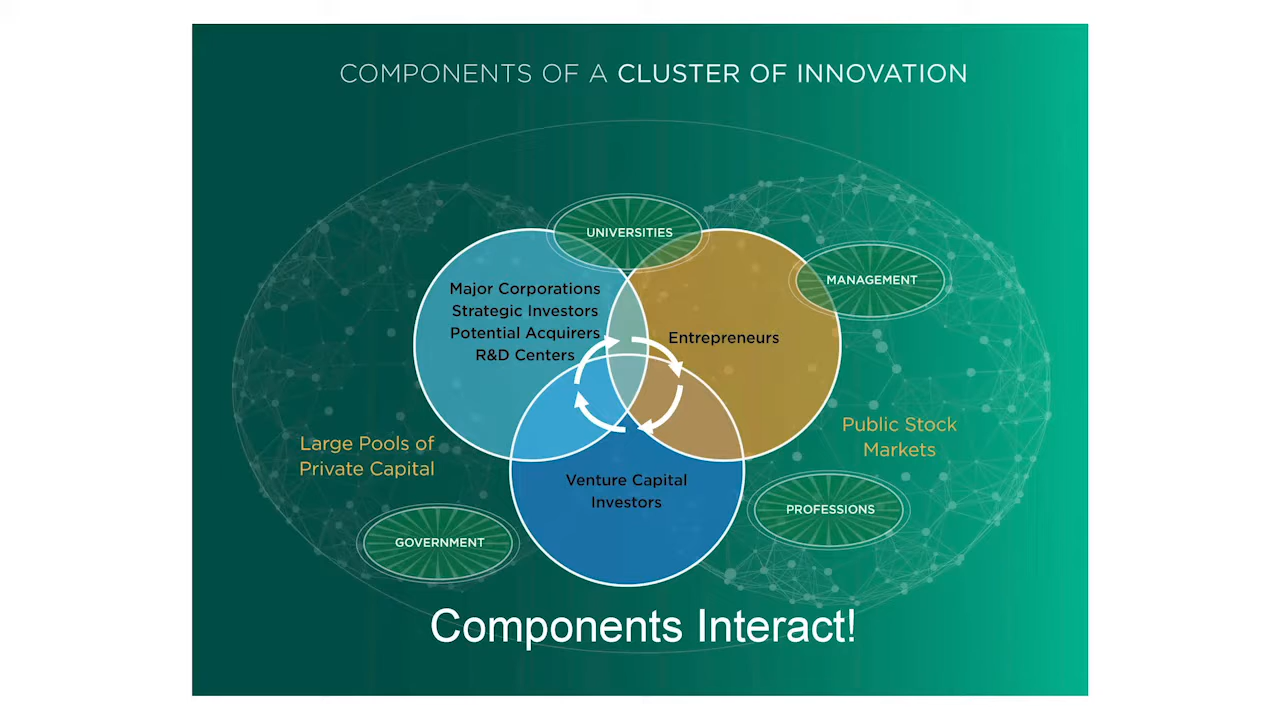 COMPONENTS OF A CLUSTER OF INNOVATION
UNIVERSITIES
MANAGEMENT
Major Corporations
Strategic Investors
Potential Acquirers
R&D Centers
Entrepreneurs
Large Pools of
Private Capital
Public Stock
Markets
Venture Capital
Investors
PROFESSIONS
GOVERNMENT
Components Interact!